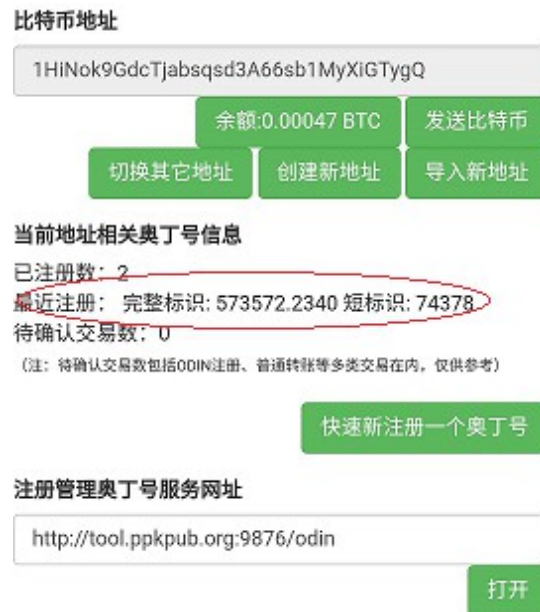 比特币地址
1HiNok9GdcTjabsqsd3A66sb1MyXiGTygQ
余额:0.00047 BTC 发送比特币
切换其它地址 创建新地址 导入新地址
当前地址相关奥丁号信息
已注册数：2
最近注册： 完整标识: 573572.2340 短标识: 74378
待确认交易数：0
（注：待确认交易数包括ODIN注册、普通转账等多类交易在内，仅供参考）
快速新注册一个奥丁号
注册管理奥丁号服务网址
http://tool.ppkpub.org:9876/odin
打开